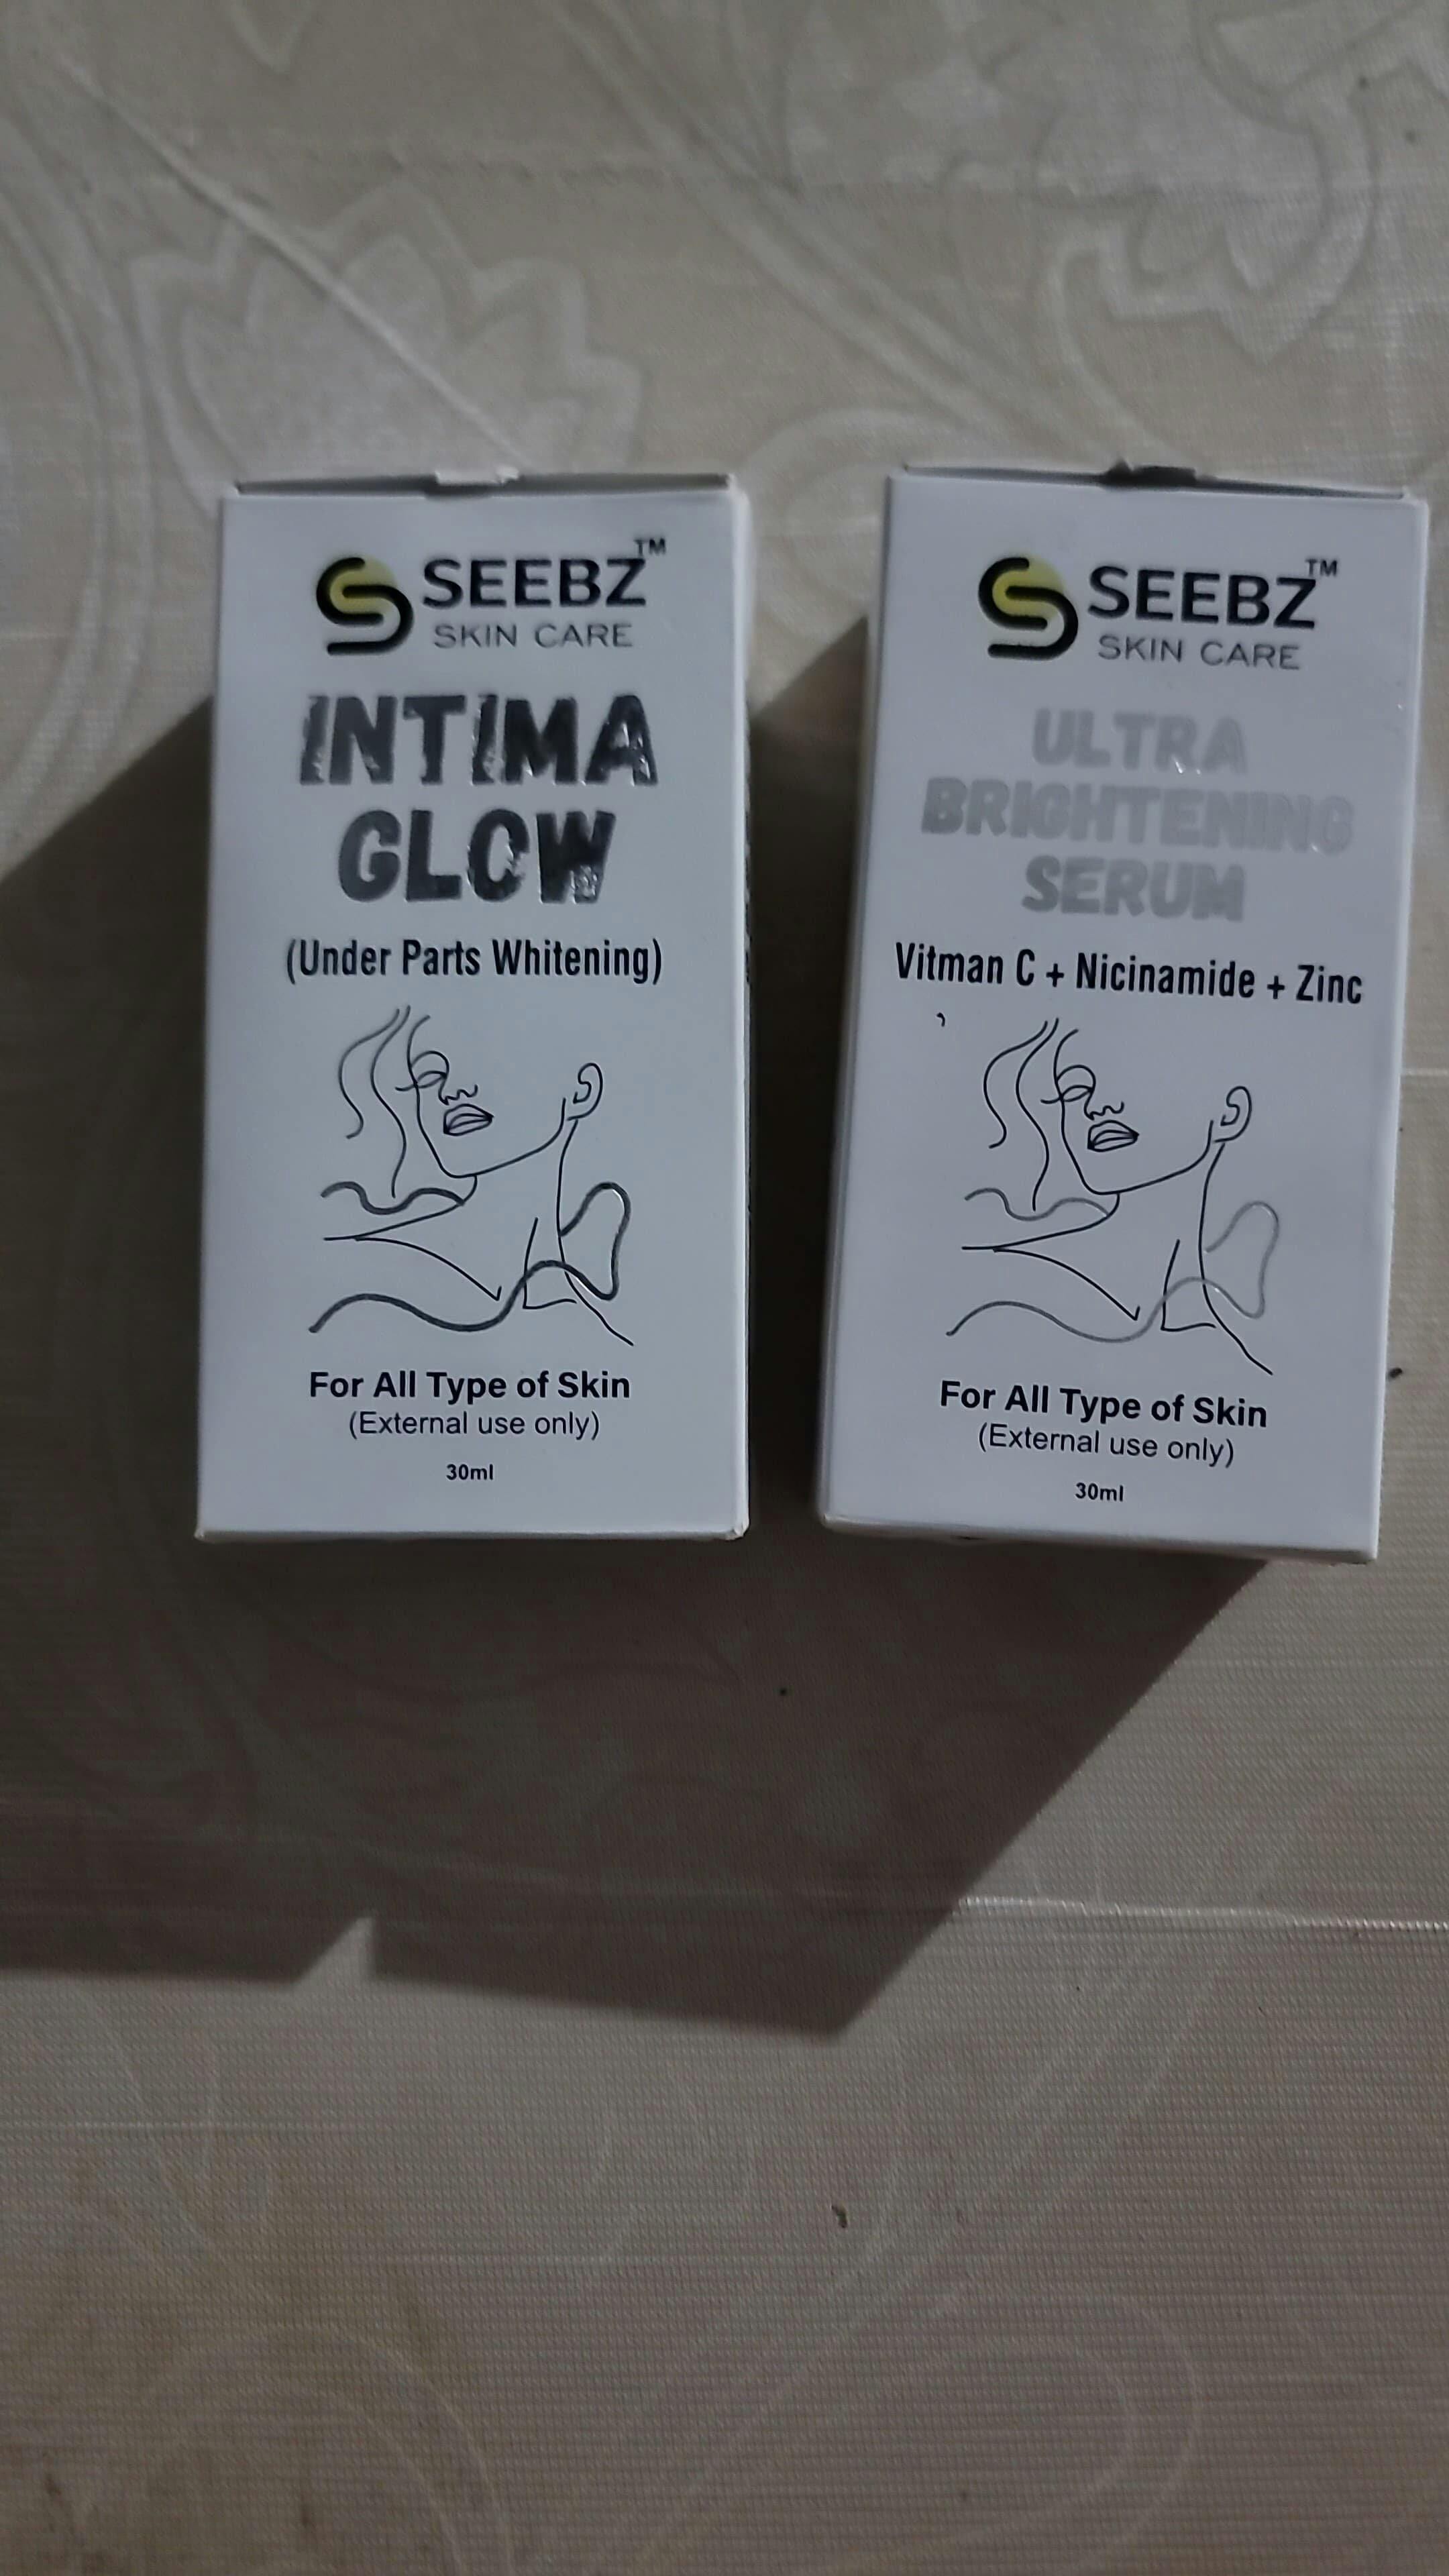 SEEBZ™
SKIN CARE
INTIMA
GLOW
(Under Parts Whitening)
For All Type of Skin
(External use only)
30ml
SEEBZ™
SKIN CARE
ULTRA
BRIGHTENING
SERUM
Vitman C + Nicinamide + Zinc
For All Type of Skin
(External use only)
30ml